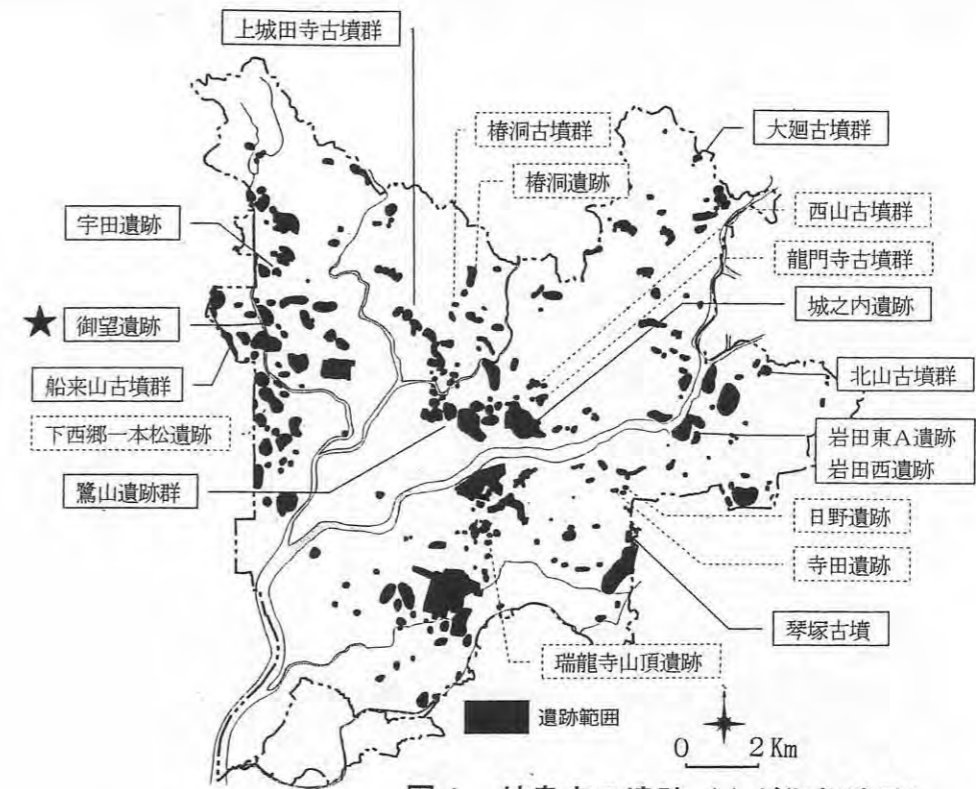 上城田寺古墳群
椿洞古墳群
大廻古墳群
椿洞遺跡
西山古墳群
宇田遺跡
龍門寺古墳群
城之内遺跡
★ 御望遺跡
船来山古墳群
北山古墳群
下西郷一本松遺跡
岩田東A遺跡
岩田西遺跡
鷺山遺跡群
日野遺跡
寺田遺跡
琴塚古墳
瑞龍寺山頂遺跡
遺跡範囲
0 2Km